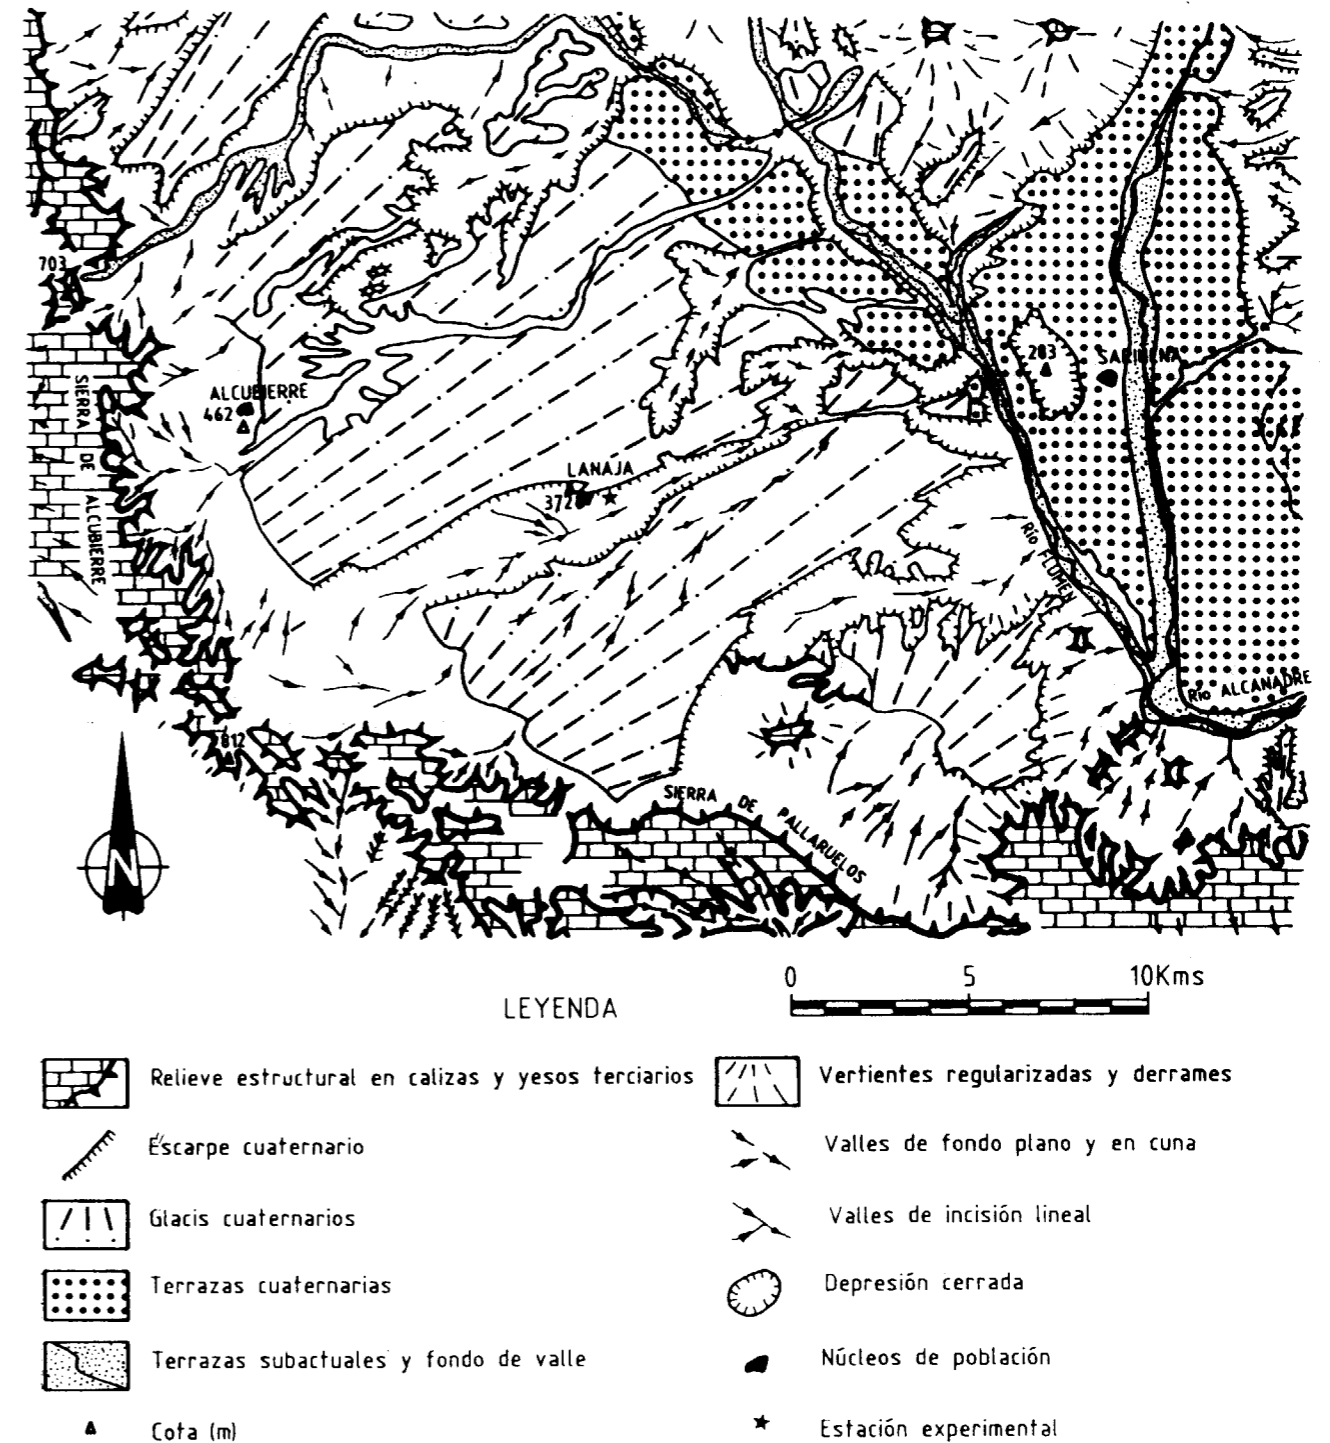 703
SIERRA DE ALCUBIERRE
ALCUBIERRE
462
LANAJA
372
283
SARIÑENA
Río FLUMEN
Río ALCANADRE
812
SIERRA DE PALLARUELOS
N
0 5 10Kms
LEYENDA
Relieve estructural en calizas y yesos terciarios
Escarpe cuaternario
Glacis cuaternarios
Terrazas cuaternarias
Terrazas subactuales y fondo de valle
Cota (m)
Vertientes regularizadas y derrames
Valles de fondo plano y en cuna
Valles de incisión lineal
Depresión cerrada
Núcleos de población
Estación experimental